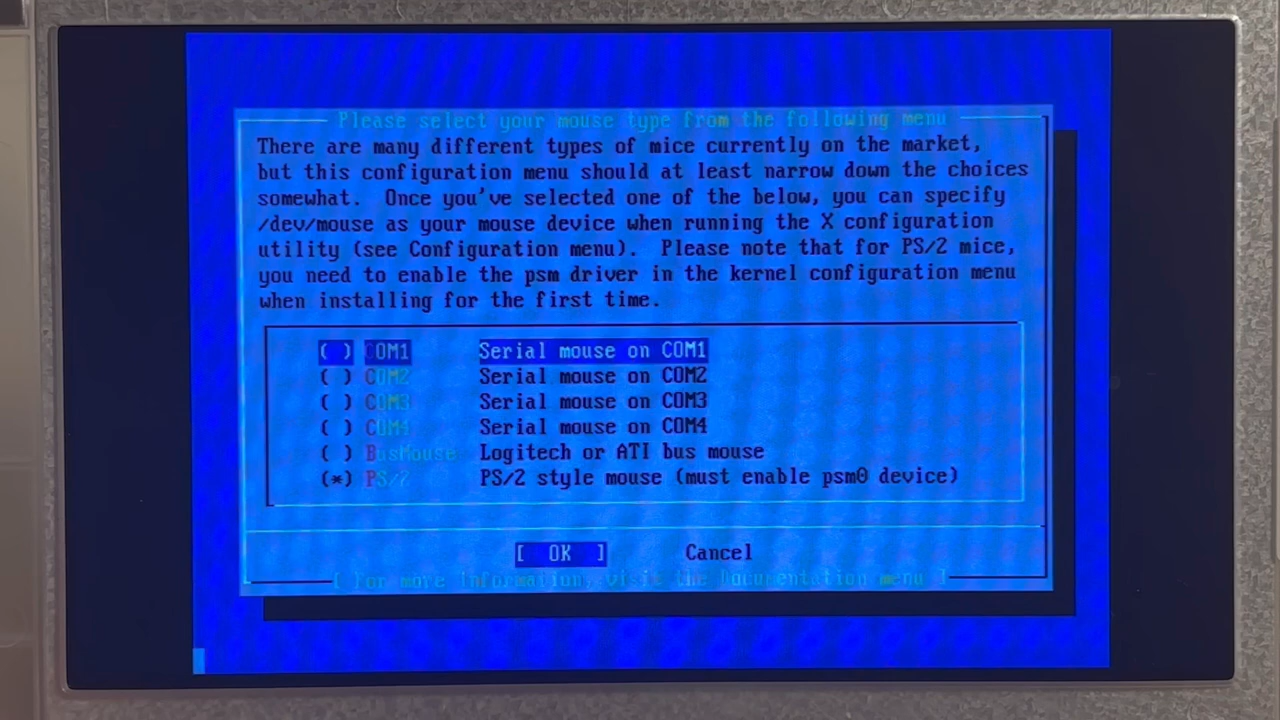 Please select your mouse type from the following menu
There are many different types of mice currently on the market,
but this configuration menu should at least narrow down the choices
somewhat.  Once you've selected one of the below, you can specify
/dev/mouse as your mouse device when running the X configuration
utility (see Configuration menu).  Please note that for PS/2 mice,
you need to enable the psm driver in the kernel configuration menu
when installing for the first time.
( ) COM1 Serial mouse on COM1
( ) COM2 Serial mouse on COM2
( ) COM3 Serial mouse on COM3
( ) COM4 Serial mouse on COM4
( ) BusMouse Logitech or ATI bus mouse
(*) PS/2 PS/2 style mouse (must enable psm0 device)
[ OK ] Cancel
[ For more information, visit the Documentation menu ]